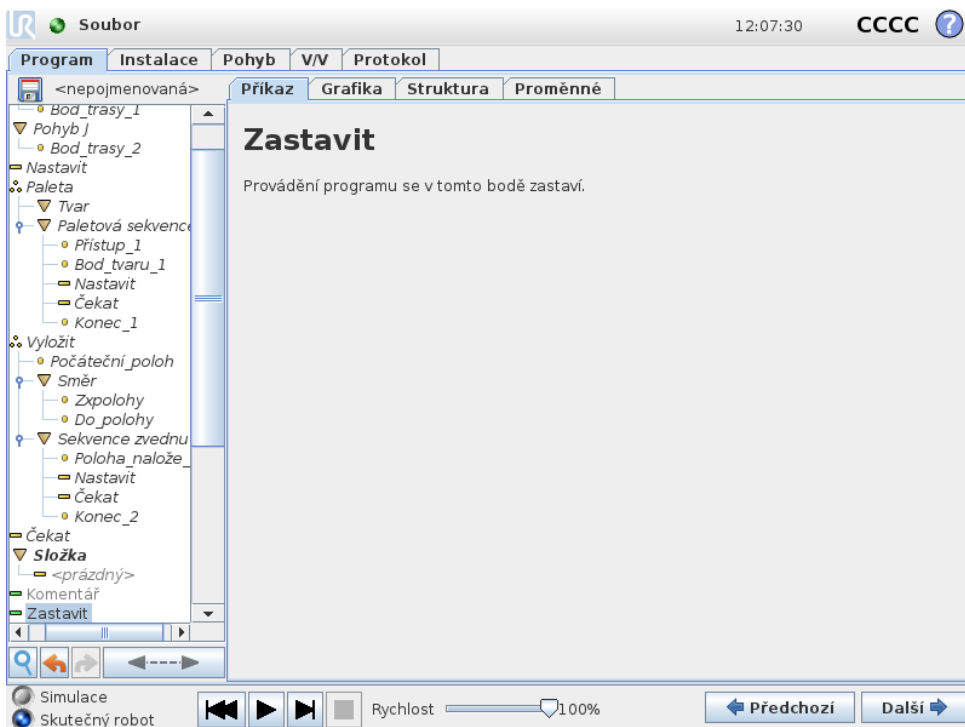 Soubor 12:07:30 CCCC ?
Program Instalace Pohyb V/V Protokol
<nepojmenovaná> Příkaz Grafika Struktura Proměnné
Bod_trasy_1
Pohyb J
Bod_trasy_2
Nastavit
Paleta
Tvar
Paletová sekvence
Přístup_1
Bod_tvaru_1
Nastavit
Čekat
Konec_1
Vyložit
Počáteční_poloh
Směr
Zxpolohy
Do_polohy
Sekvence zvednu
Poloha_nalože_
Nastavit
Čekat
Konec_2
Čekat
Složka
<prázdný>
Komentář
Zastavit
Zastavit
Provádění programu se v tomto bodě zastaví.
Simulace
Skutečný robot
Rychlost 100%
Předchozí Další